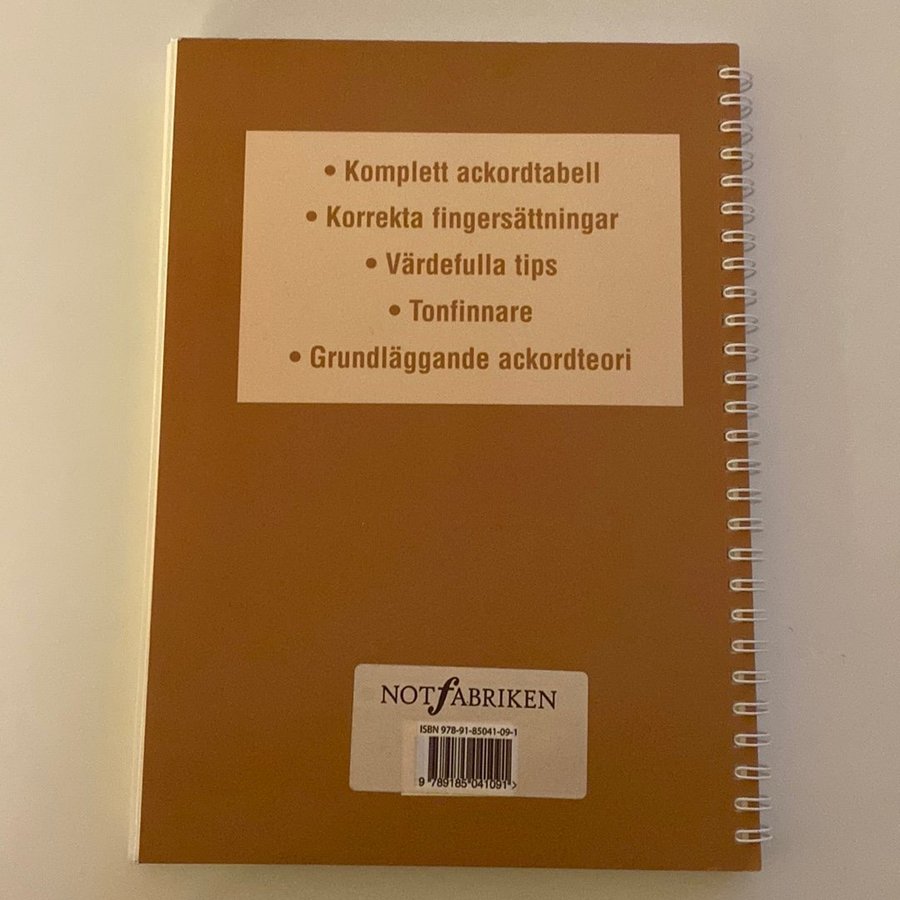 • Komplett ackordtabell
• Korrekta fingersättningar
• Värdefulla tips
• Tonfinnare
• Grundläggande ackordteori
NOTfABRIKEN
ISBN 978-91-85041-09-1
9 789185 041091 >